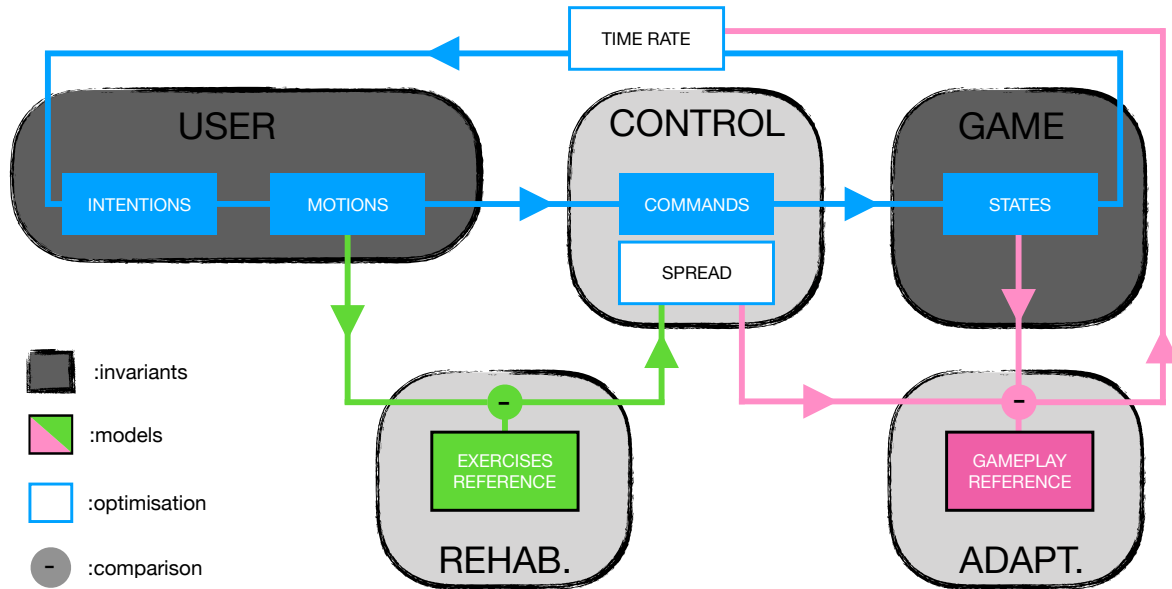 TIME RATE
USER
CONTROL
GAME
INTENTIONS
MOTIONS
COMMANDS
STATES
SPREAD
:invariants
:models
:optimisation
:comparison
-
-
EXERCISES
REFERENCE
-
GAMEPLAY
REFERENCE
REHAB.
ADAPT.